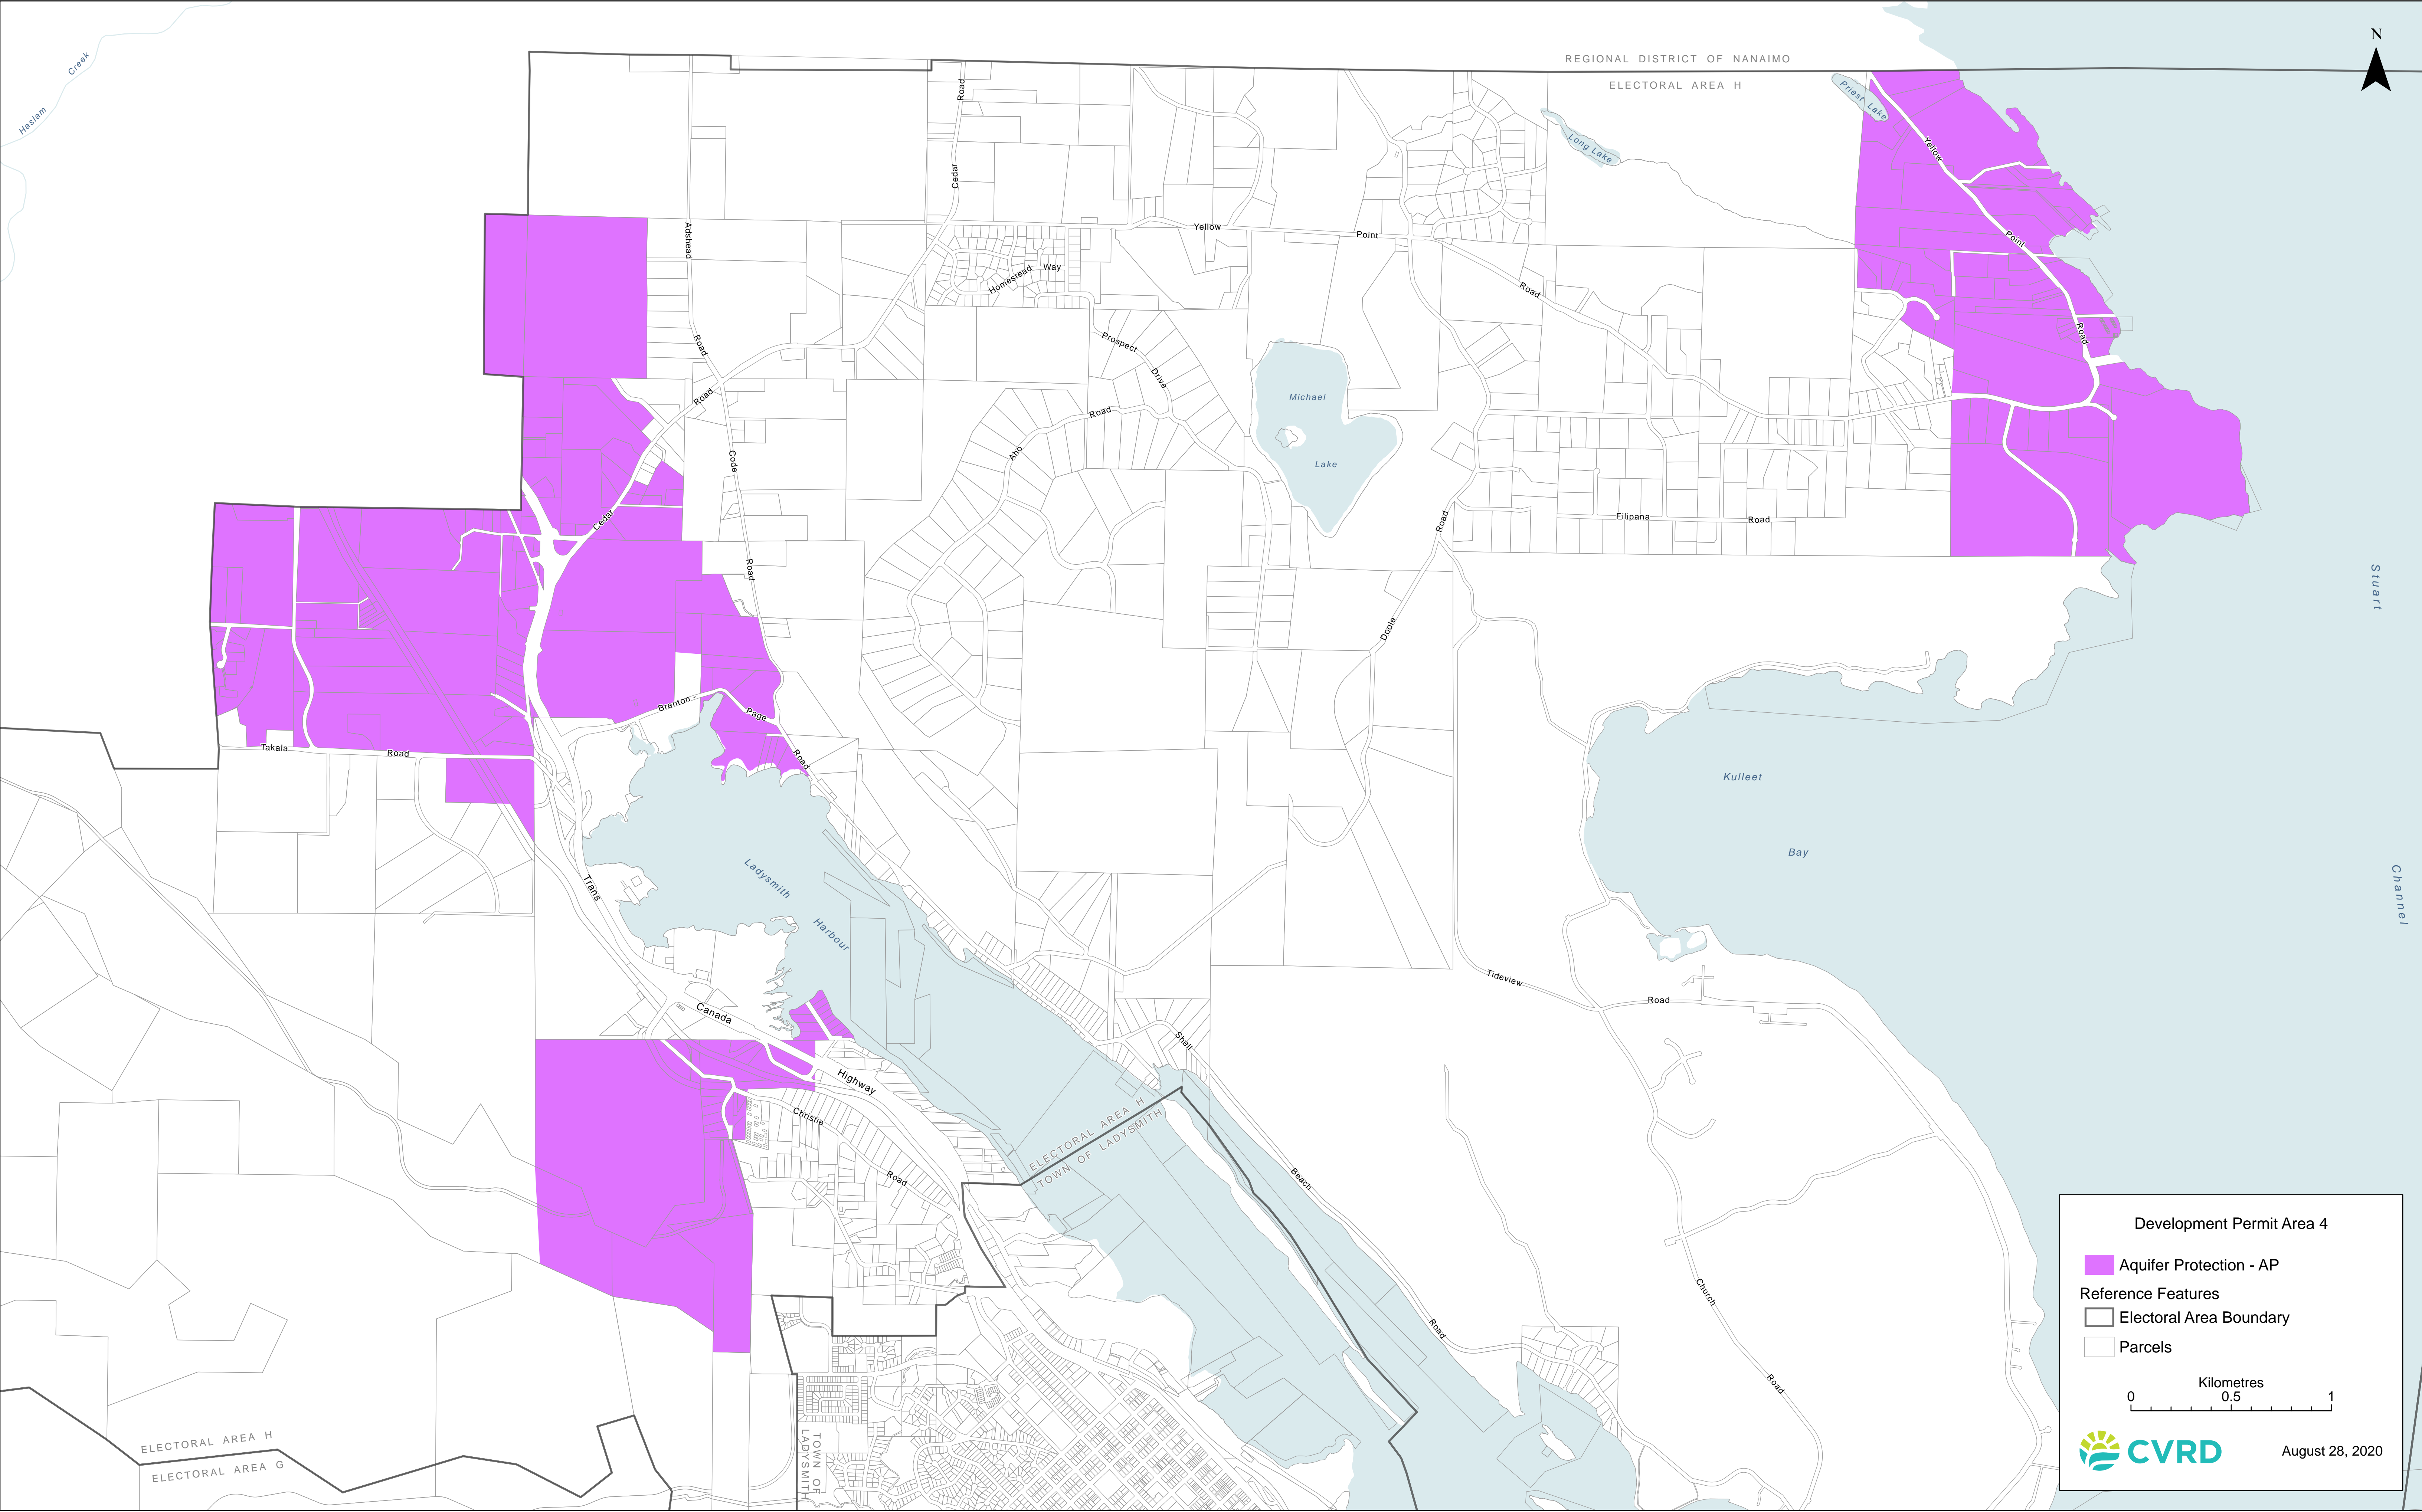 N
REGIONAL DISTRICT OF NANAIMO
ELECTORAL AREA H
Haslam
Creek
Priest Lake
Long Lake
Yellow
Point
Road
Cedar
Road
Cedar
Adshead
Road
Yellow
Point
Road
Homestead
Way
Prospect
Drive
Road
Aho
Road
Michael
Lake
Code
Road
Cedar
Filipana
Road
Road
Doole
Stuart
Channel
Brenton -
Page
Road
Takala
Road
Kulleet
Bay
Ladysmith
Harbour
Trans
Canada
Highway
Tideview
Road
Shell
Beach
Road
Christie
Road
ELECTORAL AREA H
TOWN OF LADYSMITH
Church
Road
ELECTORAL AREA H
ELECTORAL AREA G
TOWN OF
LADYSMITH
Development Permit Area 4
Aquifer Protection - AP
Reference Features
Electoral Area Boundary
Parcels
Kilometres
0 0.5 1
CVRD
August 28, 2020